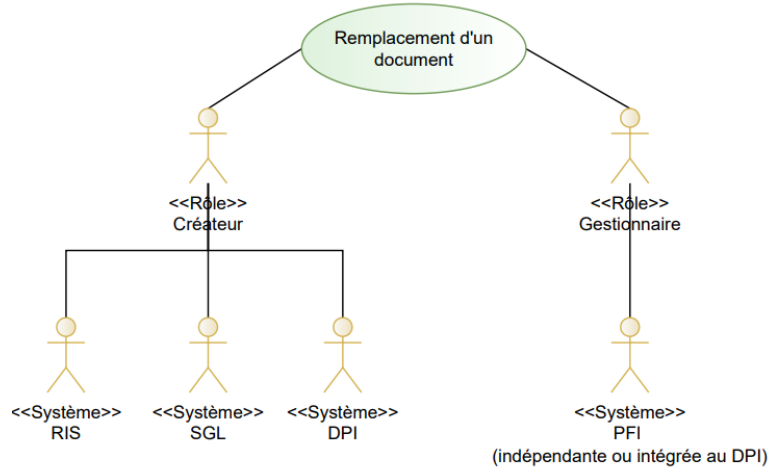 Remplacement d'un
document
<<Rôle>>
Créateur
<<Rôle>>
Gestionnaire
<<Système>>
RIS
<<Système>>
SGL
<<Système>>
DPI
<<Système>>
PFI
(indépendante ou intégrée au DPI)